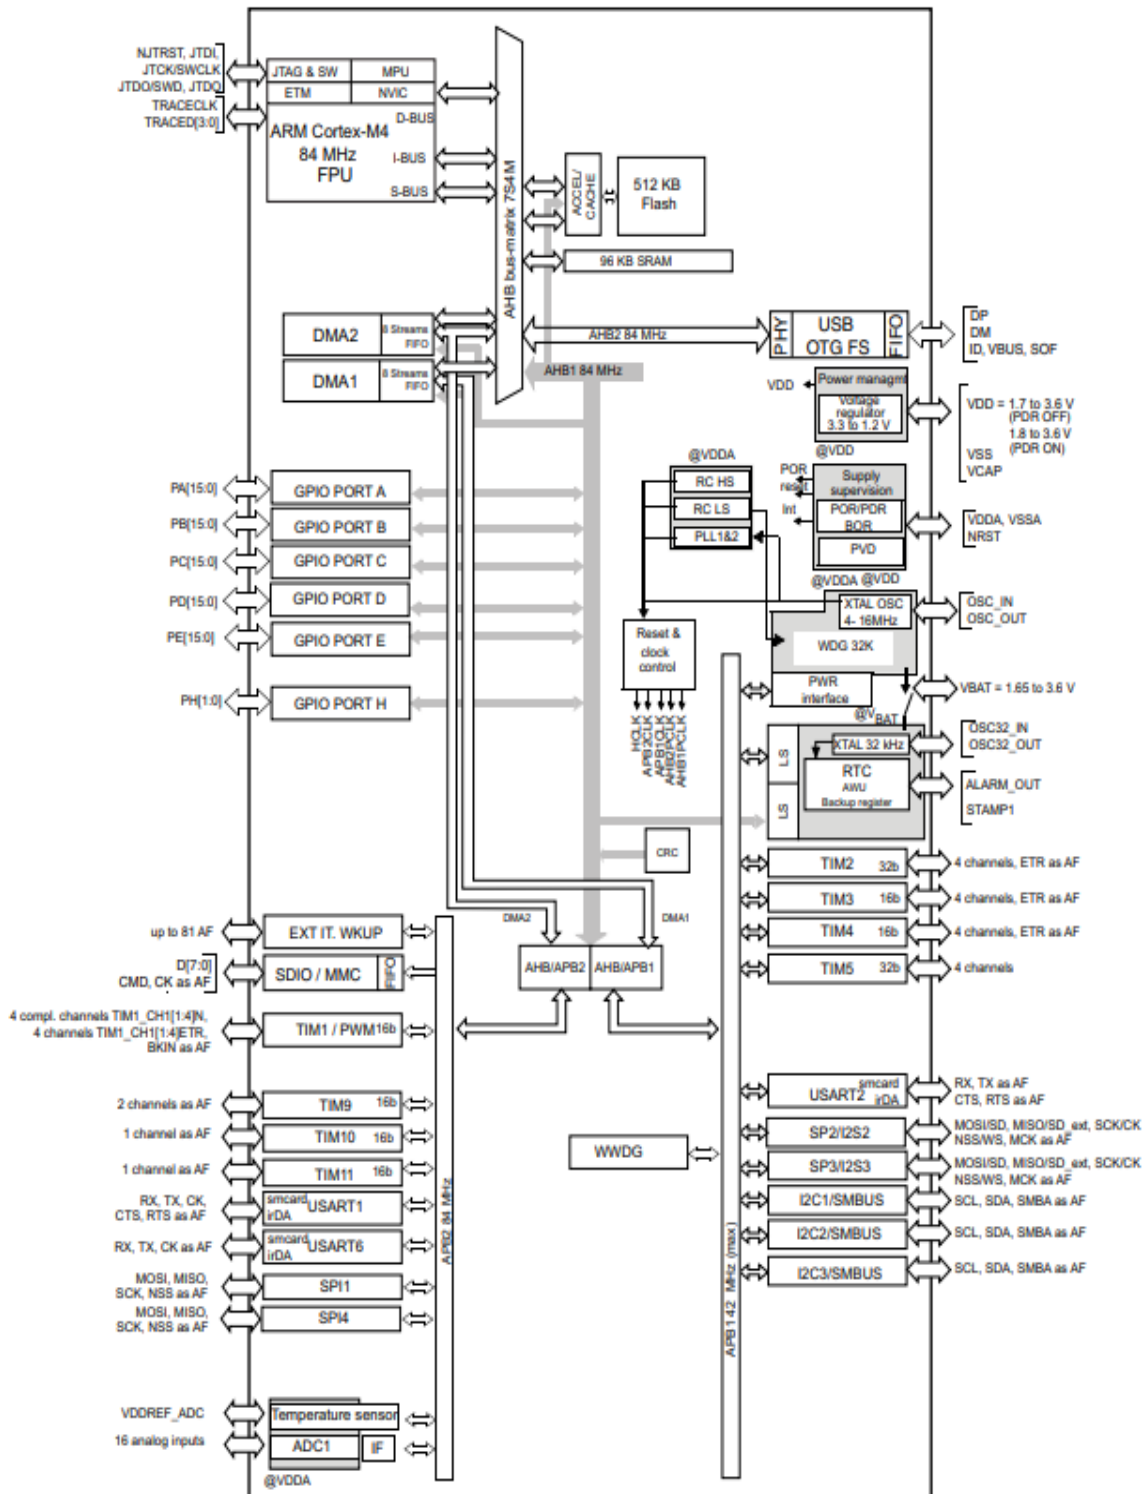 NJTRST, JTDI,
JTCK/SWCLK
JTDO/SWD, JTDO
TRACECLK
TRACED[3:0]
JTAG & SW
MPU
ETM
NVIC
ARM Cortex-M4
84 MHz
FPU
D-BUS
I-BUS
S-BUS
AHB bus-matrix 7S4M
ACCEL/
CACHE
512 KB
Flash
96 KB SRAM
DMA2
8 Streams
FIFO
DMA1
8 Streams
FIFO
AHB2 84 MHz
AHB1 84 MHz
PHY
USB
OTG FS
FIFO
DP
DM
ID, VBUS, SOF
VDD
Power managmt
Voltage
regulator
3.3 to 1.2 V
@VDD
VDD = 1.7 to 3.6 V
(PDR OFF)
1.8 to 3.6 V
(PDR ON)
VSS
VCAP
@VDDA
RC HS
RC LS
PLL1&2
POR
reset
Int
Supply
supervision
POR/PDR
BOR
PVD
VDDA, VSSA
NRST
@VDDA
@VDD
PA[15:0]
GPIO PORT A
PB[15:0]
GPIO PORT B
PC[15:0]
GPIO PORT C
PD[15:0]
GPIO PORT D
PE[15:0]
GPIO PORT E
PH[1:0]
GPIO PORT H
XTAL OSC
4- 16MHz
OSC_IN
OSC_OUT
WDG 32K
Reset &
clock
control
HCLK
APB2CLK
APB1CLK
AHB2PCLK
AHB1PCLK
PWR
interface
VBAT = 1.65 to 3.6 V
@VBAT
LS
LS
XTAL 32 kHz
OSC32_IN
OSC32_OUT
RTC
AWU
Backup register
ALARM_OUT
STAMP1
CRC
TIM2
32b
4 channels, ETR as AF
TIM3
16b
4 channels, ETR as AF
TIM4
16b
4 channels, ETR as AF
TIM5
32b
4 channels
DMA2
DMA1
AHB/APB2
AHB/APB1
up to 81 AF
EXT IT. WKUP
D[7:0]
CMD, CK as AF
SDIO / MMC
FIFO
4 compl. channels TIM1_CH1[1:4]N,
4 channels TIM1_CH1[1:4]ETR,
BKIN as AF
TIM1 / PWM
16b
2 channels as AF
TIM9
16b
1 channel as AF
TIM10
16b
1 channel as AF
TIM11
16b
RX, TX, CK,
CTS, RTS as AF
smcard
irDA
USART1
RX, TX, CK as AF
smcard
irDA
USART6
MOSI, MISO,
SCK, NSS as AF
SPI1
MOSI, MISO,
SCK, NSS as AF
SPI4
APB2 84 MHz
VDDREF_ADC
Temperature sensor
16 analog inputs
ADC1
IF
@VDDA
WWDG
APB142 MHz (max)
USART2
smcard
irDA
RX, TX as AF
CTS, RTS as AF
SP2/I2S2
MOSI/SD, MISO/SD_ext, SCK/CK
NSS/WS, MCK as AF
SP3/I2S3
MOSI/SD, MISO/SD_ext, SCK/CK
NSS/WS, MCK as AF
I2C1/SMBUS
SCL, SDA, SMBA as AF
I2C2/SMBUS
SCL, SDA, SMBA as AF
I2C3/SMBUS
SCL, SDA, SMBA as AF